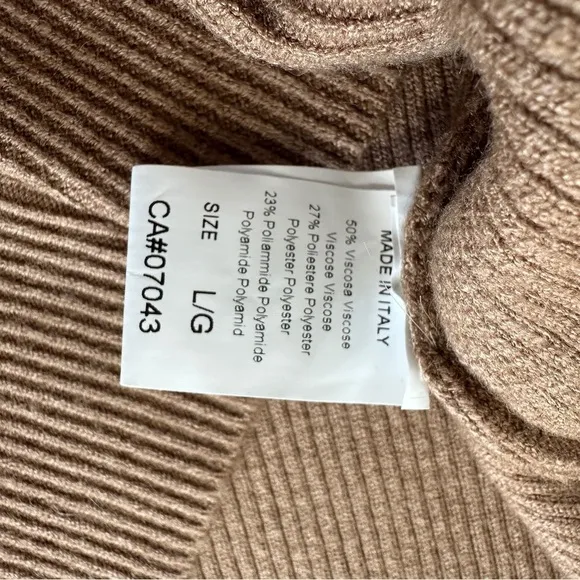 MADE IN ITALY
50% Viscosa Viscose
Viscose Viscose
27% Poliestere Polyester
Polyester Polyester
23% Poliammide Polyamide
Polyamide Polyamid
SIZE L/G
CA#07043